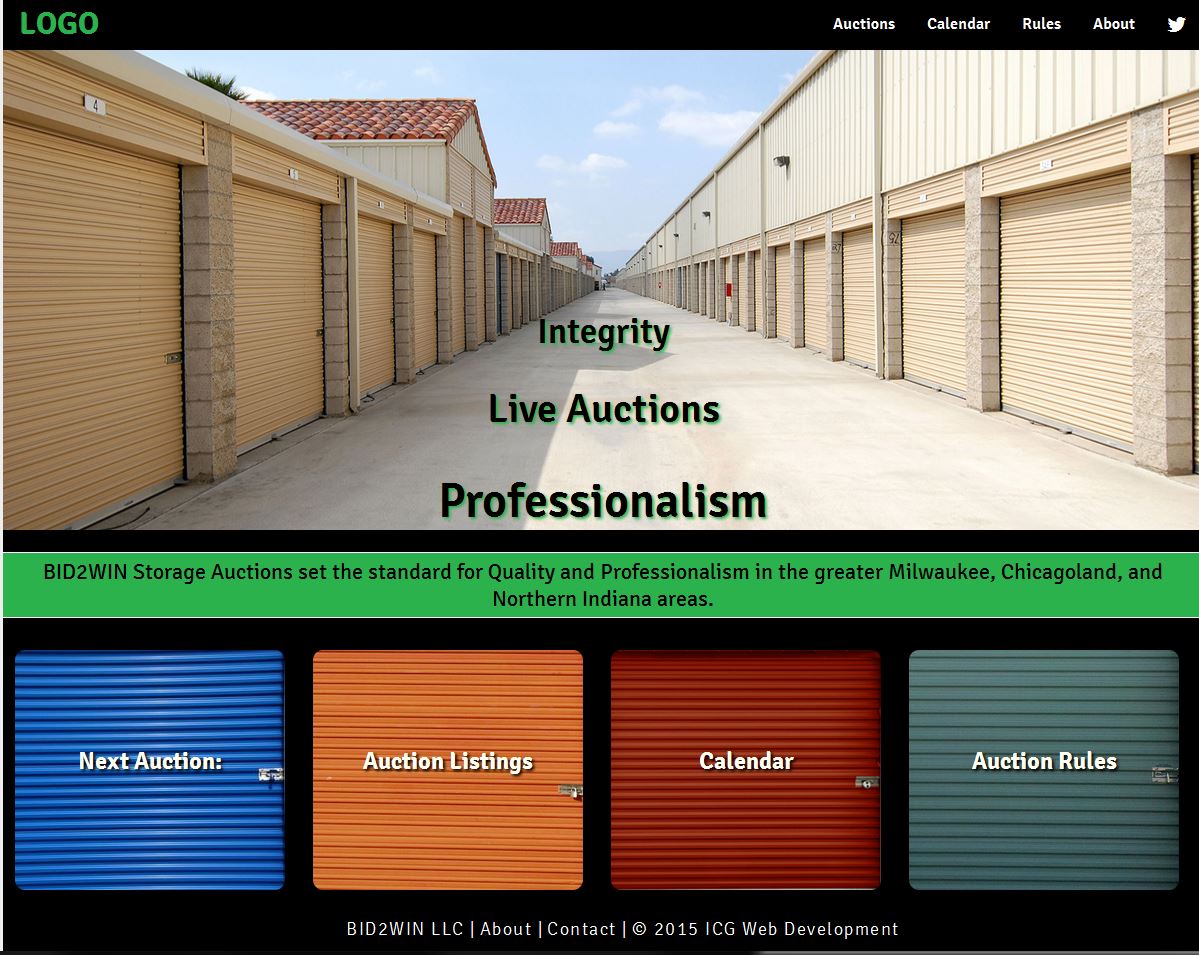 LOGO
Auctions Calendar Rules About
4
Integrity
Live Auctions
Professionalism
BID2WIN Storage Auctions set the standard for Quality and Professionalism in the greater Milwaukee, Chicagoland, and
Northern Indiana areas.
Next Auction: Auction Listings Calendar Auction Rules
BID2WIN LLC | About | Contact | © 2015 ICG Web Development